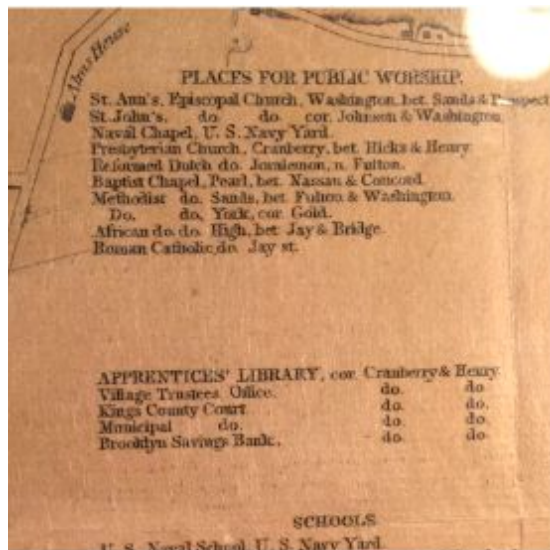 Alms House
PLACES FOR PUBLIC WORSHIP.
St. Ann's, Episcopal Church, Washington, bet. Sands & Prospect
St. John's, do. do. cor. Johnson & Washington
Naval Chapel, U. S. Navy Yard.
Presbyterian Church, Cranberry, bet. Hicks & Henry.
Reformed Dutch do. Joralemon, n. Fulton.
Baptist Chapel, Pearl, bet. Nassau & Concord.
Methodist do. Sands, bet. Fulton & Washington.
Do. do. York, cor. Gold.
African do. do. High, bet. Jay & Bridge.
Roman Catholic do. Jay st.
APPRENTICES' LIBRARY, cor. Cranberry & Henry
Village Trustees Office. do. do
Kings County Court do. do.
Municipal do. do. do.
Brooklyn Savings Bank. do. do
SCHOOLS
U. S. Naval School, U. S. Navy Yard